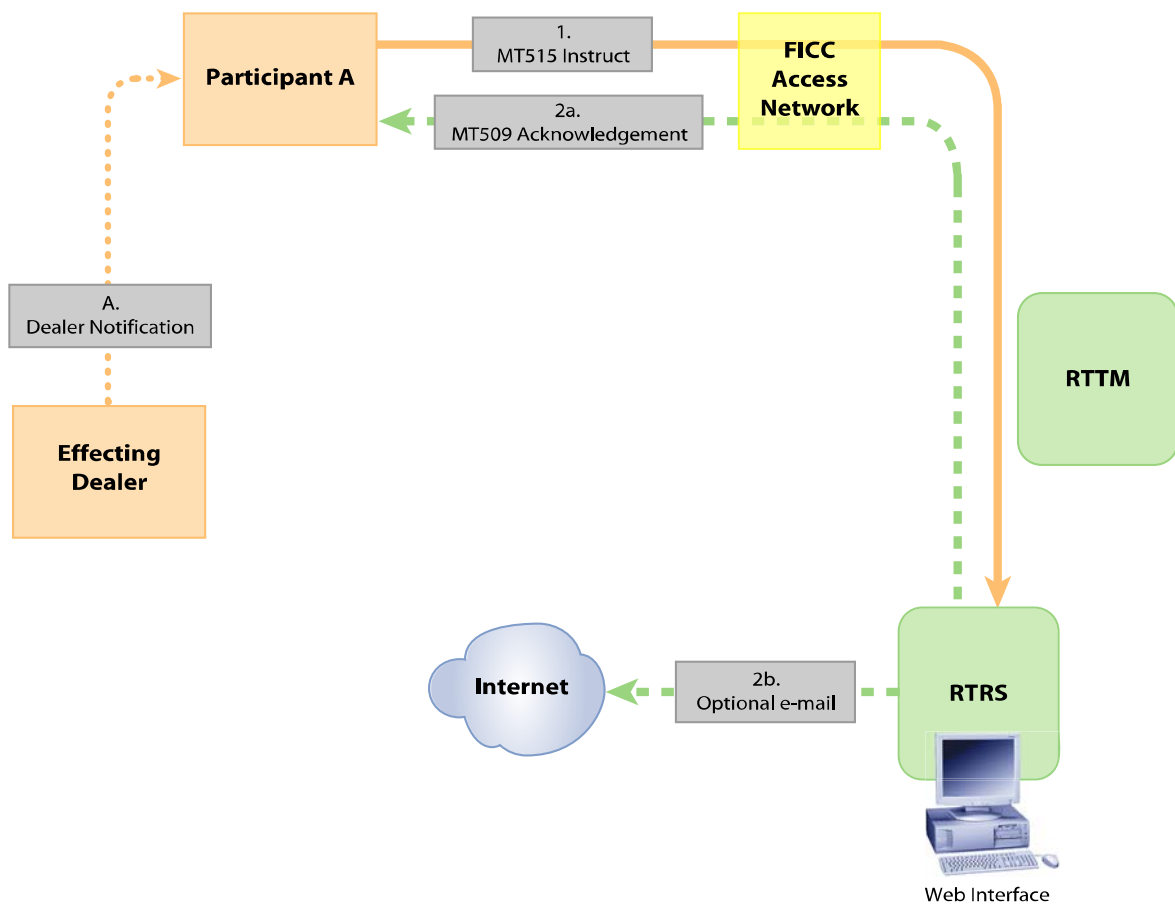 1.
MT515 Instruct
FICC
Access
Network
Participant A
2a.
MT509 Acknowledgement
A.
Dealer Notification
RTTM
Effecting
Dealer
Internet
2b.
Optional e-mail
RTRS
Web Interface